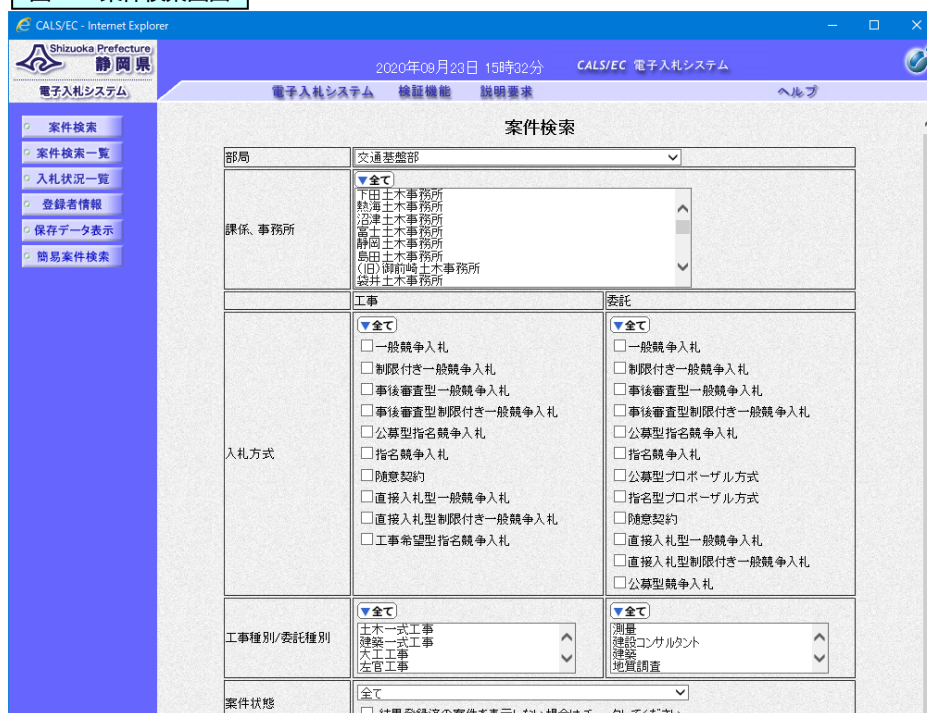 案件検索画面
CALS/EC - Internet Explorer
Shizuoka Prefecture
静岡県
2020年09月23日 15時32分 CALS/EC 電子入札システム
電子入札システム
電子入札システム 検証機能 説明要求 ヘルプ
案件検索
案件検索一覧
入札状況一覧
登録者情報
保存データ表示
簡易案件検索
案件検索
部局 交通基盤部
課係、事務所
▼全て
下田土木事務所
熱海土木事務所
沼津土木事務所
富士土木事務所
静岡土木事務所
島田土木事務所
(旧)御前崎土木事務所
袋井土木事務所
工事 委託
入札方式
▼全て
一般競争入札
制限付き一般競争入札
事後審査型一般競争入札
事後審査型制限付き一般競争入札
公募型指名競争入札
指名競争入札
随意契約
直接入札型一般競争入札
直接入札型制限付き一般競争入札
工事希望型指名競争入札
▼全て
一般競争入札
制限付き一般競争入札
事後審査型一般競争入札
事後審査型制限付き一般競争入札
公募型指名競争入札
指名競争入札
公募型プロポーザル方式
指名型プロポーザル方式
随意契約
直接入札型一般競争入札
直接入札型制限付き一般競争入札
公募型競争入札
工事種別/委託種別
▼全て
土木一式工事
建築一式工事
大工工事
左官工事
▼全て
測量
建設コンサルタント
建築
地質調査
案件状態
全て